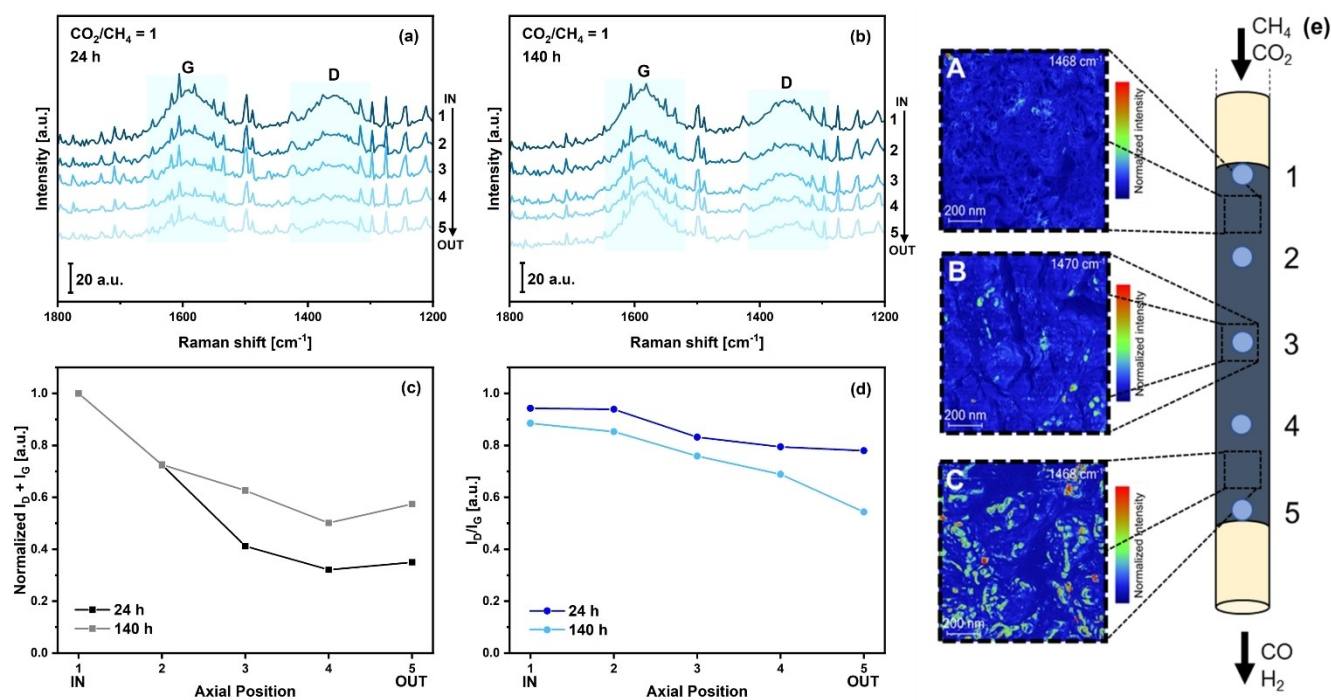 CO₂/CH₄ = 1
24 h
(a)
G
D
IN
1
2
3
4
5
OUT
20 a.u.
Intensity [a.u.]
1800
1600
1400
1200
Raman shift [cm⁻¹]
CO₂/CH₄ = 1
140 h
(b)
G
D
IN
1
2
3
4
5
OUT
20 a.u.
Intensity [a.u.]
1800
1600
1400
1200
Raman shift [cm⁻¹]
(c)
Normalized I_D + I_G [a.u.]
1.0
0.8
0.6
0.4
0.2
0.0
24 h
140 h
1
2
3
4
5
IN
OUT
Axial Position
(d)
I_D/I_G [a.u.]
1.0
0.8
0.6
0.4
0.2
0.0
24 h
140 h
1
2
3
4
5
IN
OUT
Axial Position
CH₄
CO₂
(e)
A
1468 cm⁻¹
200 nm
Normalized intensity
B
1470 cm⁻¹
200 nm
Normalized intensity
C
1468 cm⁻¹
200 nm
Normalized intensity
1
2
3
4
5
CO
H₂